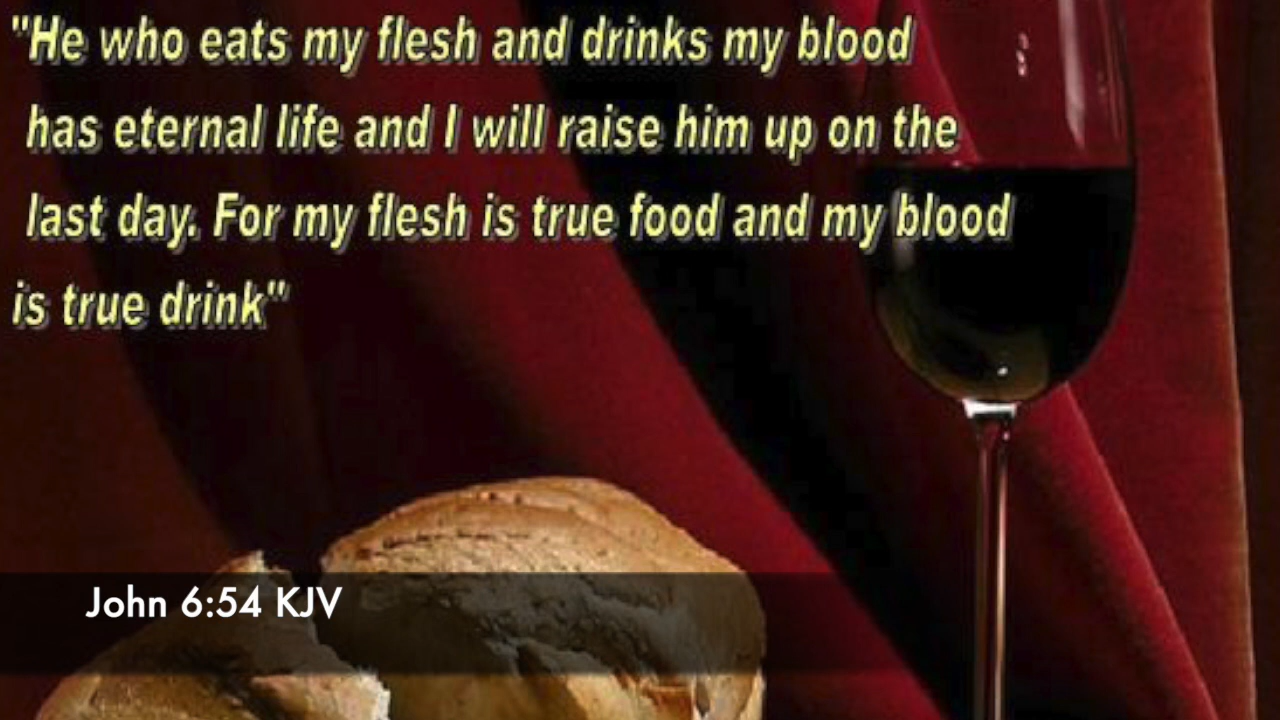 "He who eats my flesh and drinks my blood
has eternal life and I will raise him up on the
last day. For my flesh is true food and my blood
is true drink"
John 6:54 KJV